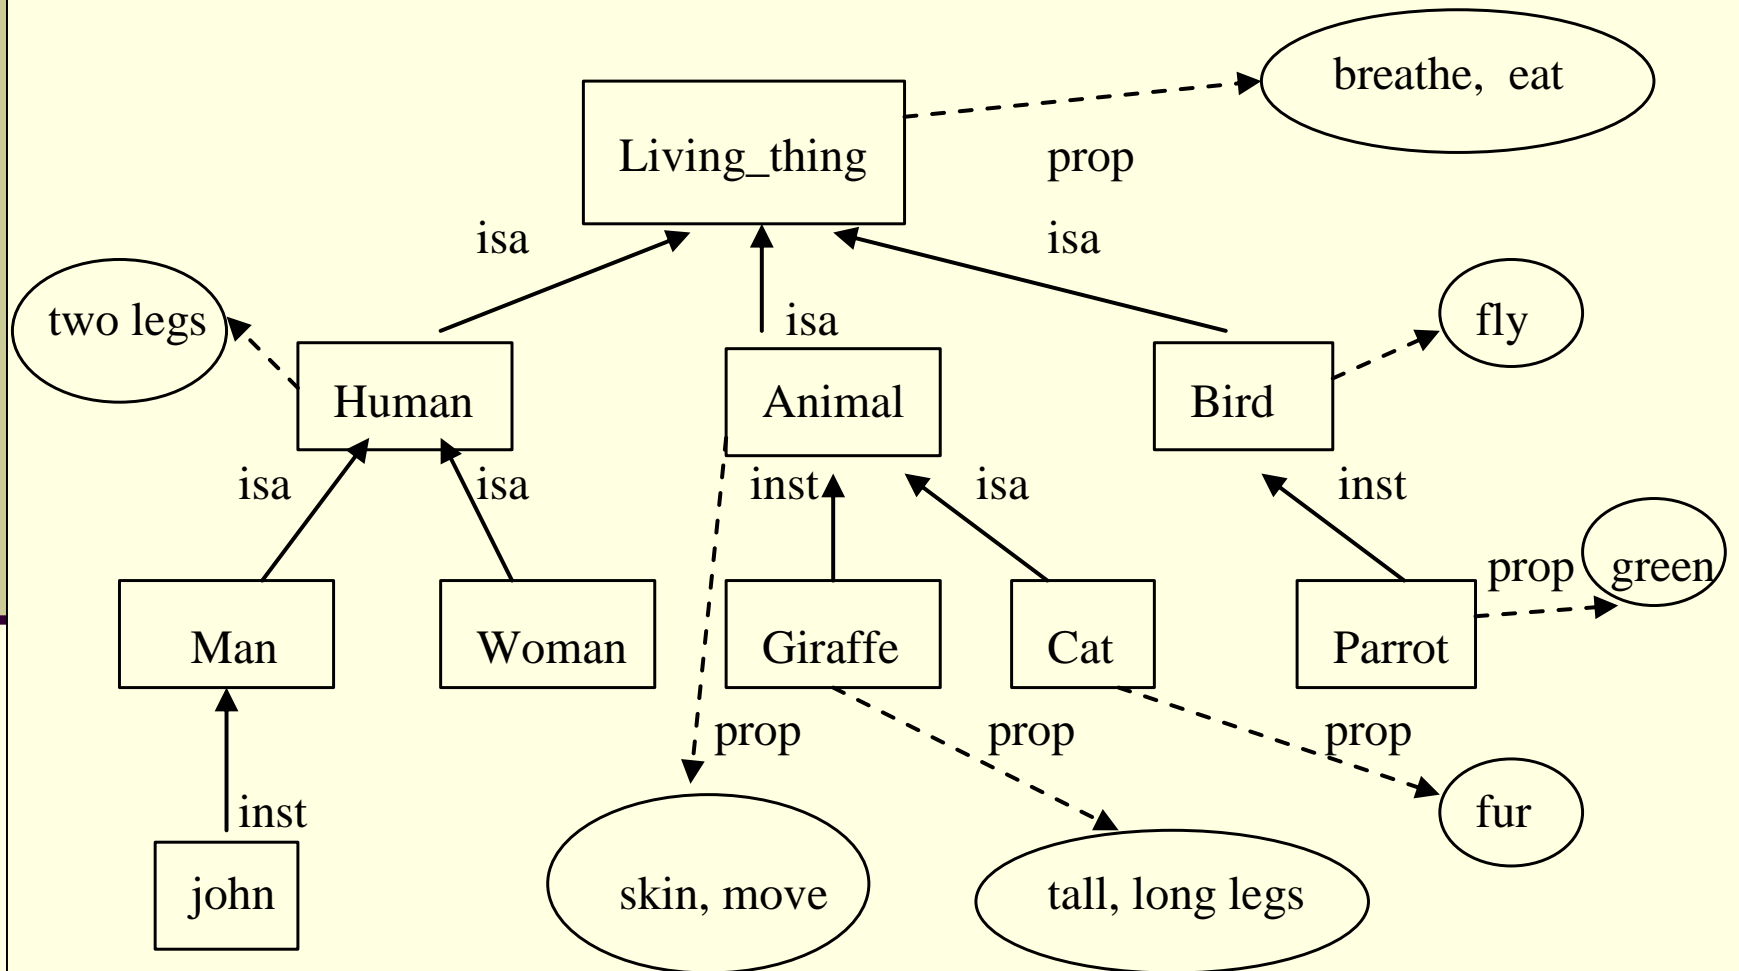 breathe, eat
Living_thing
prop
isa
isa
two legs
isa
fly
Human
Animal
Bird
isa
isa
inst
isa
inst
prop
green
Man
Woman
Giraffe
Cat
Parrot
prop
prop
prop
inst
fur
john
skin, move
tall, long legs